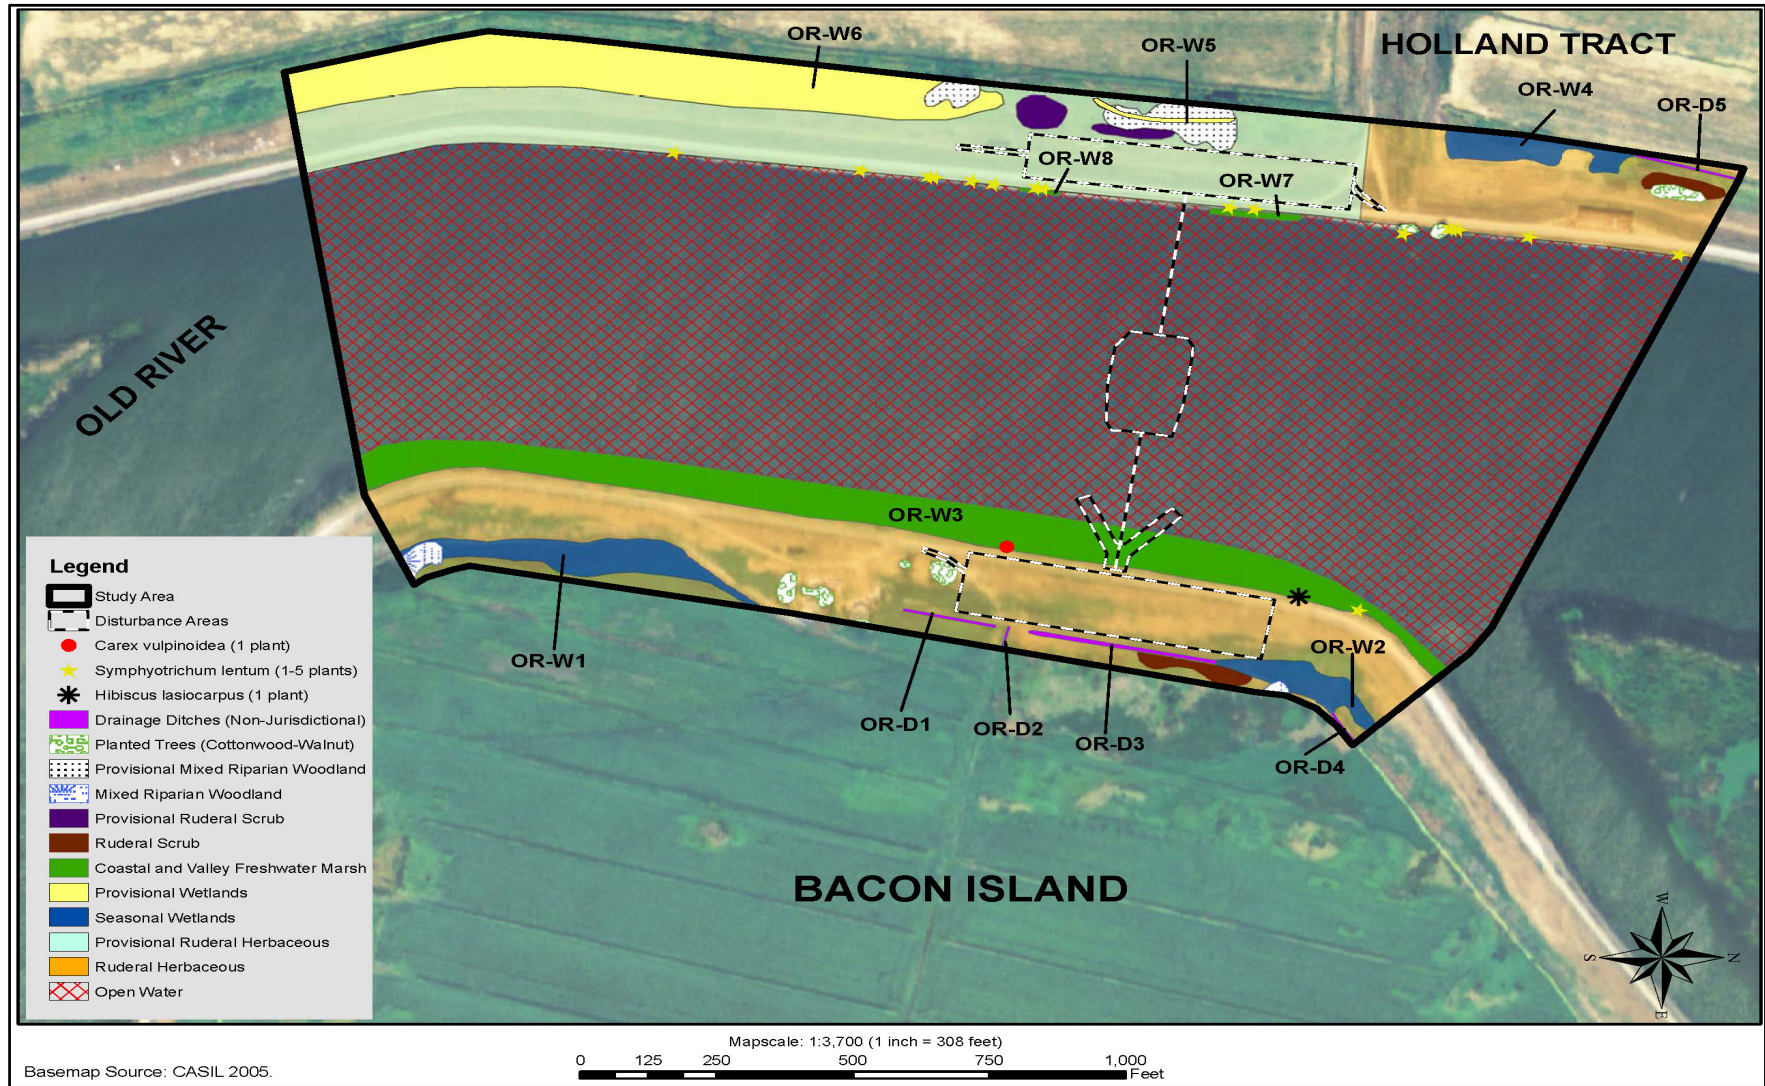 HOLLAND TRACT
OR-W6
OR-W5
OR-W4
OR-D5
OR-W8
OR-W7
OLD RIVER
OR-W3
OR-W1
OR-W2
OR-D1
OR-D2
OR-D3
OR-D4
BACON ISLAND
Legend
Study Area
Disturbance Areas
Carex vulpinoidea (1 plant)
Symphyotrichum lentum (1-5 plants)
Hibiscus lasiocarpus (1 plant)
Drainage Ditches (Non-Jurisdictional)
Planted Trees (Cottonwood-Walnut)
Provisional Mixed Riparian Woodland
Mixed Riparian Woodland
Provisional Ruderal Scrub
Ruderal Scrub
Coastal and Valley Freshwater Marsh
Provisional Wetlands
Seasonal Wetlands
Provisional Ruderal Herbaceous
Ruderal Herbaceous
Open Water
W
S N
E
Mapscale: 1:3,700 (1 inch = 308 feet)
0 125 250 500 750 1,000
Feet
Basemap Source: CASIL 2005.